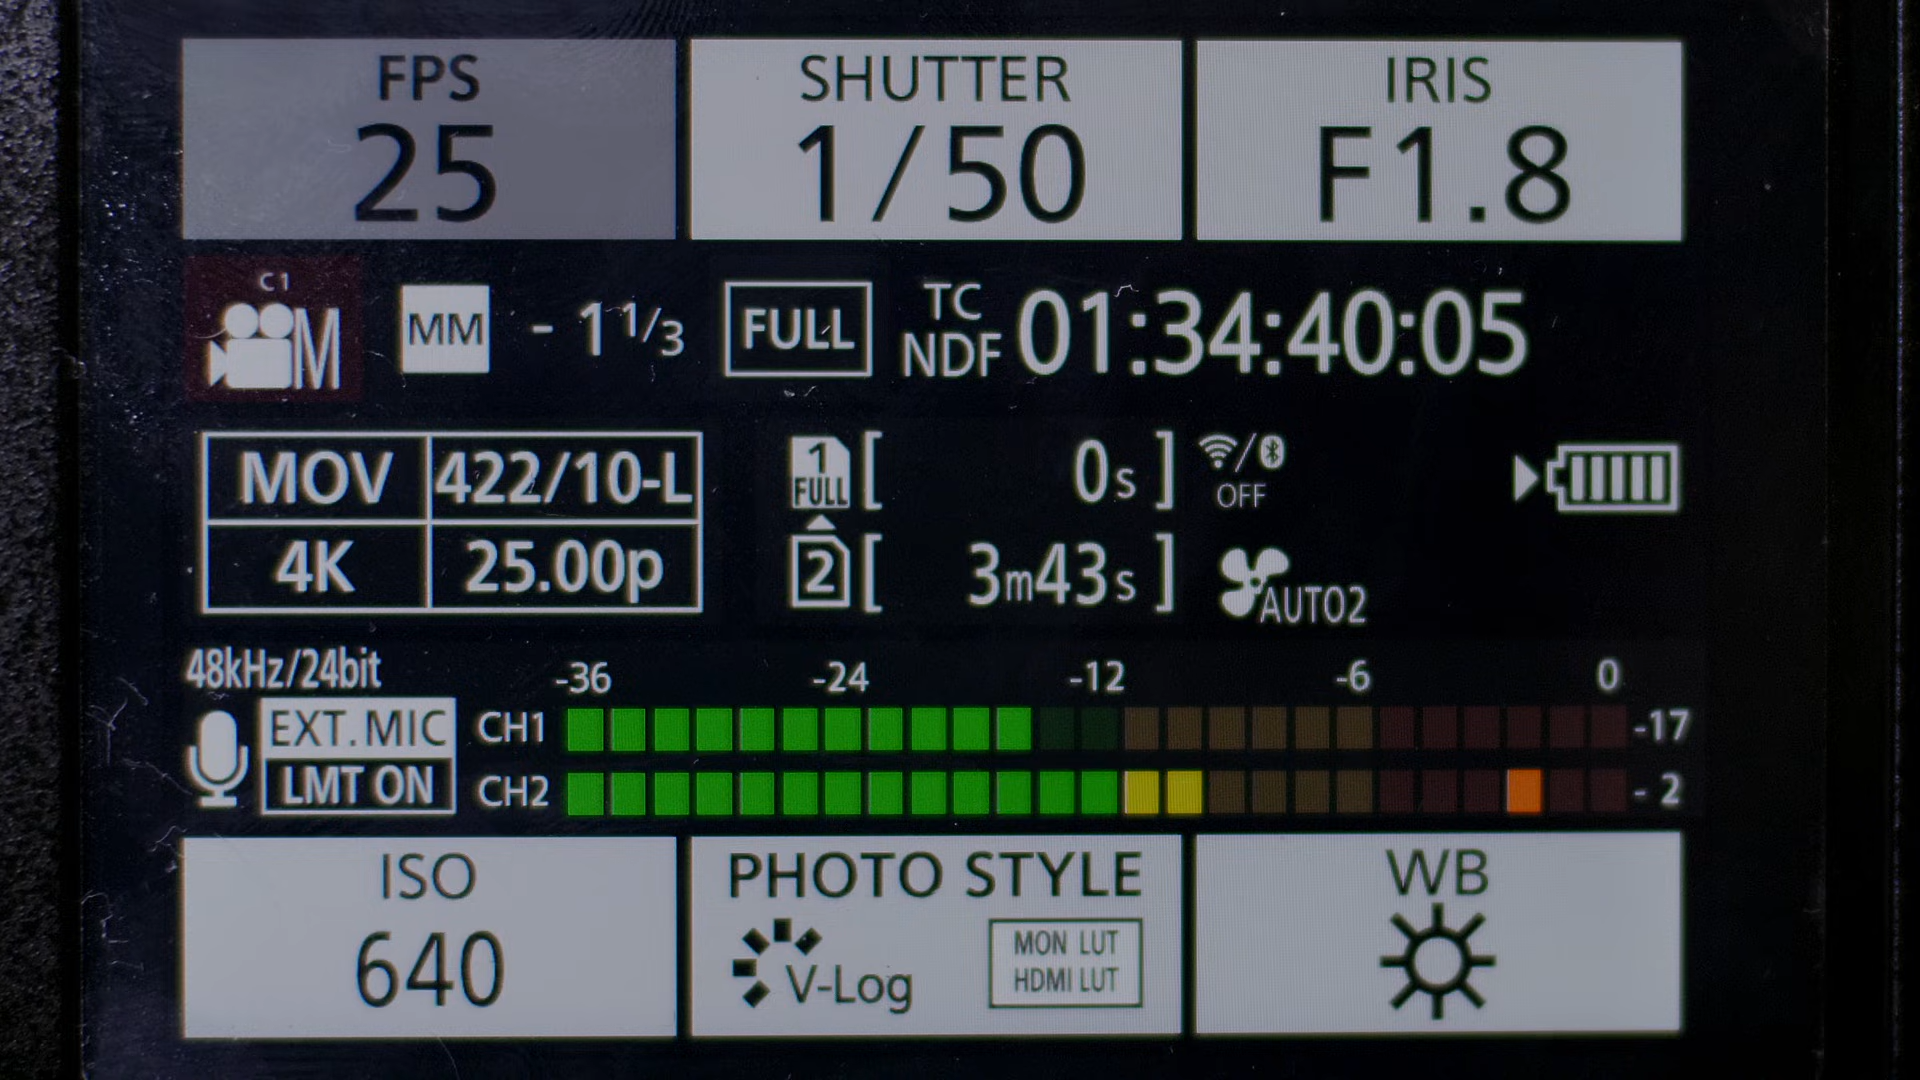 FPS SHUTTER IRIS
25 1/50 F1.8
C1
M MM - 1 1/3 FULL TC NDF 01:34:40:05
MOV 422/10-L
1 FULL [ 0s ] OFF
4K 25.00p
2 [ 3m43s ] AUTO2
48kHz/24bit -36 -24 -12 -6 0
EXT.MIC CH1 -17
LMT ON CH2 - 2
ISO PHOTO STYLE WB
640 V-Log MON LUT
HDMI LUT